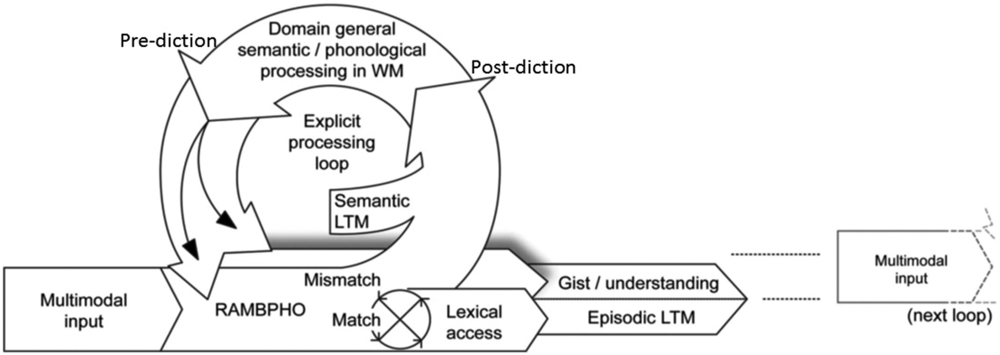 Pre-diction
Domain general
semantic / phonological
processing in WM
Post-diction
Explicit
processing
loop
Semantic
LTM
Multimodal
input
RAMBPHO
Mismatch
Match
Lexical
access
Gist / understanding
Episodic LTM
Multimodal
input
(next loop)